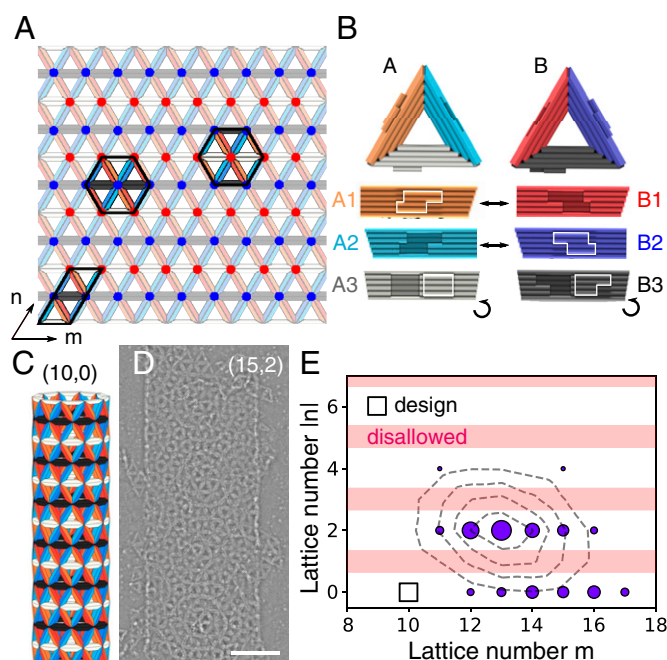 A
n
m
B
A
B
A1
B1
A2
B2
A3
B3
C
(10,0)
D
(15,2)
E
design
disallowed
Lattice number |n|
6
4
2
0
8
10
12
14
16
18
Lattice number m